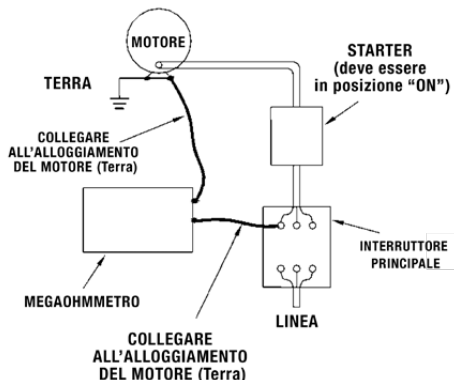 MOTORE
STARTER
(deve essere
in posizione “ON”)
TERRA
COLLEGARE
ALL'ALLOGGIAMENTO
DEL MOTORE (Terra)
INTERRUTTORE
PRINCIPALE
MEGAOHMMETRO
LINEA
COLLEGARE
ALL'ALLOGGIAMENTO
DEL MOTORE (Terra)